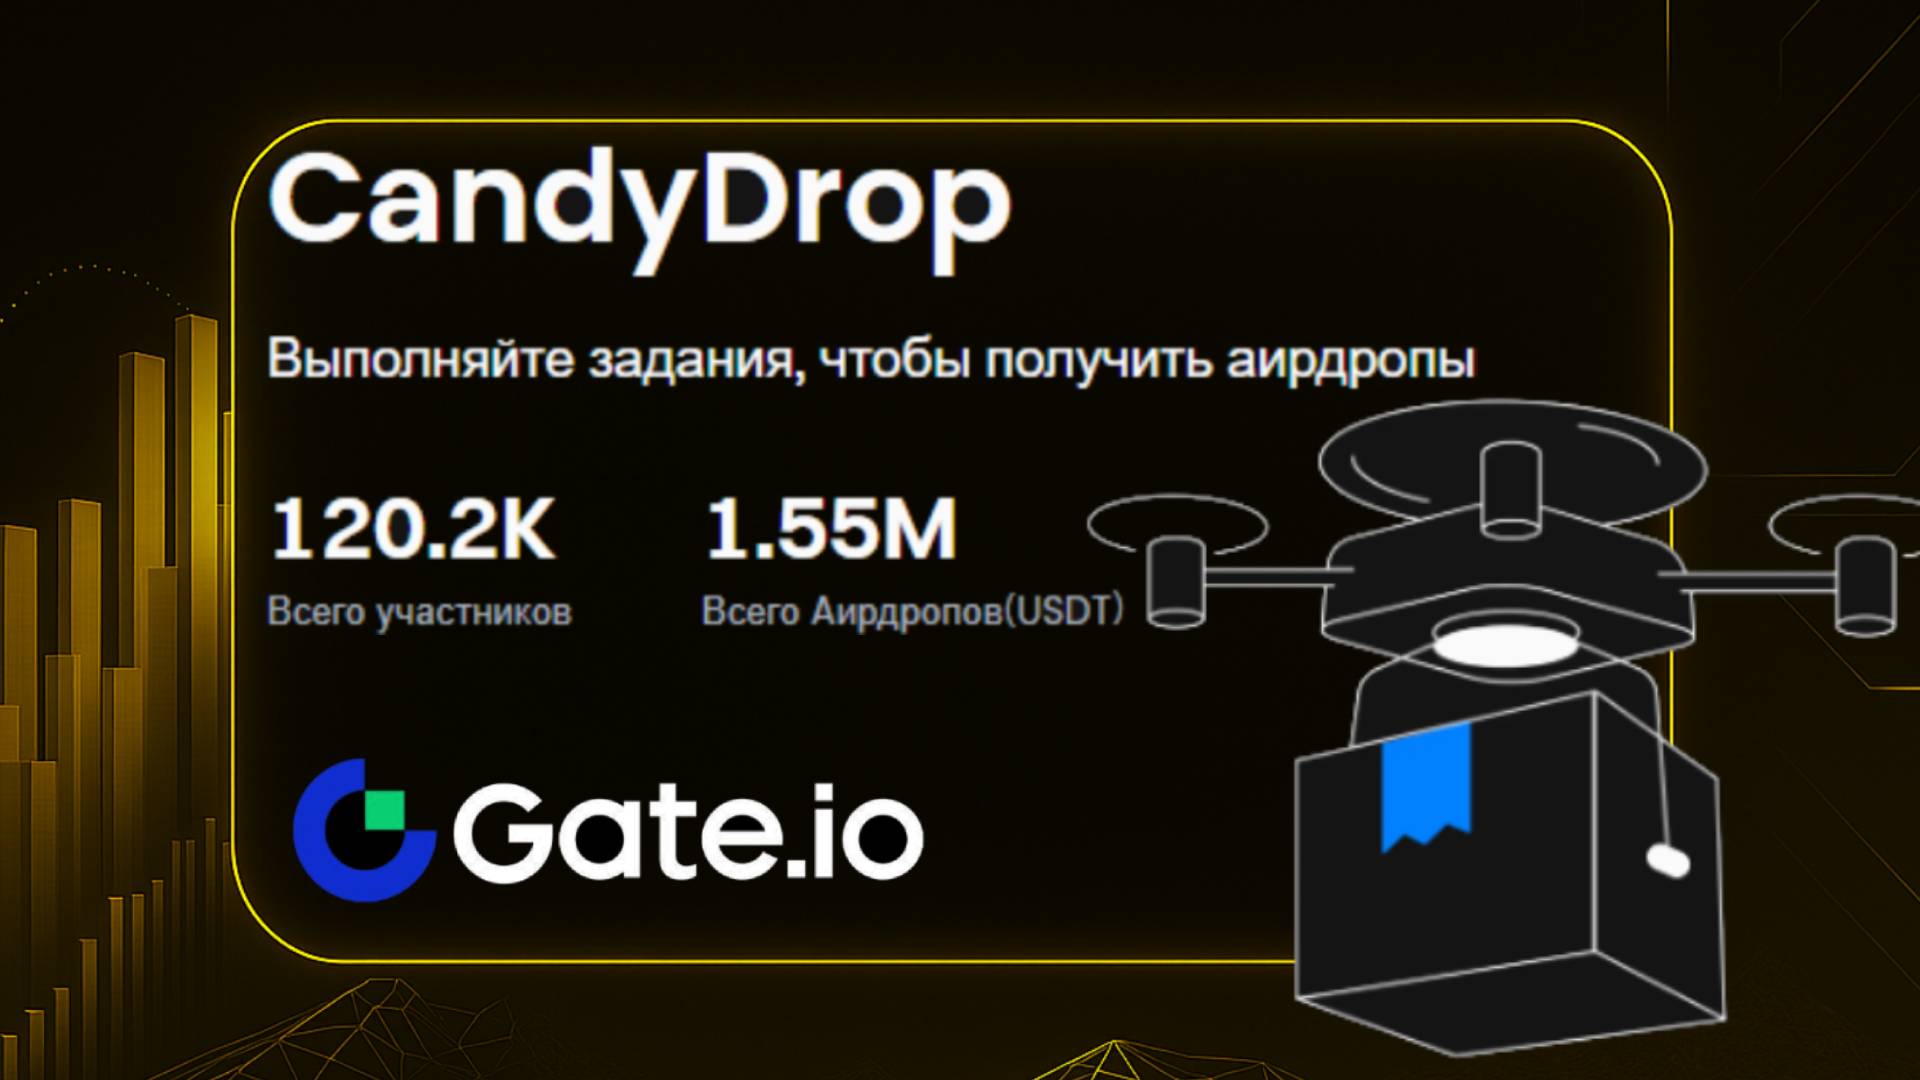 CandyDrop
Выполняйте задания, чтобы получить аирдропы
120.2K 1.55M
Всего участников Всего Аирдропов(USDT)
Gate.io